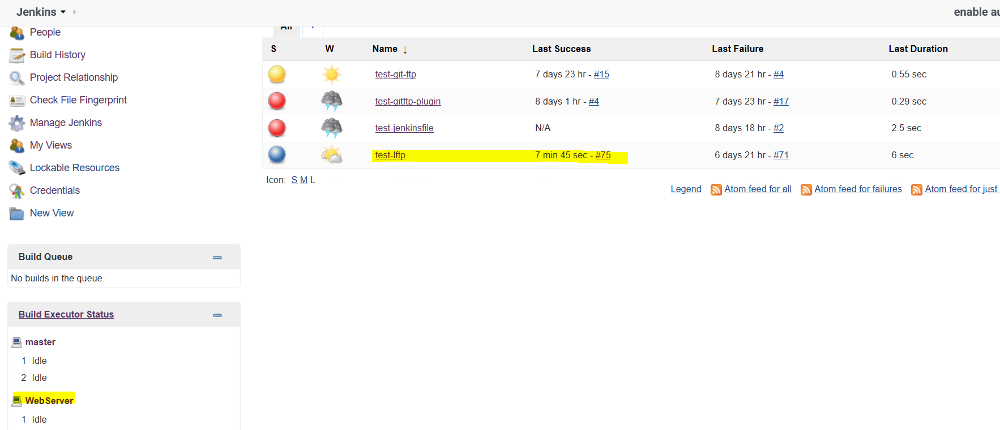 Jenkins
enable au
People
Build History
Project Relationship
Check File Fingerprint
Manage Jenkins
My Views
Lockable Resources
Credentials
New View
Build Queue
No builds in the queue.
Build Executor Status
master
1 Idle
2 Idle
WebServer
1 Idle
All +
S W Name ↓ Last Success Last Failure Last Duration
test-git-ftp 7 days 23 hr - #15 8 days 21 hr - #4 0.55 sec
test-gitftp-plugin 8 days 1 hr - #4 7 days 23 hr - #17 0.29 sec
test-jenkinsfile N/A 8 days 18 hr - #2 2.5 sec
test-lftp 7 min 45 sec - #75 6 days 21 hr - #71 6 sec
Icon: S M L
Legend Atom feed for all Atom feed for failures Atom feed for just